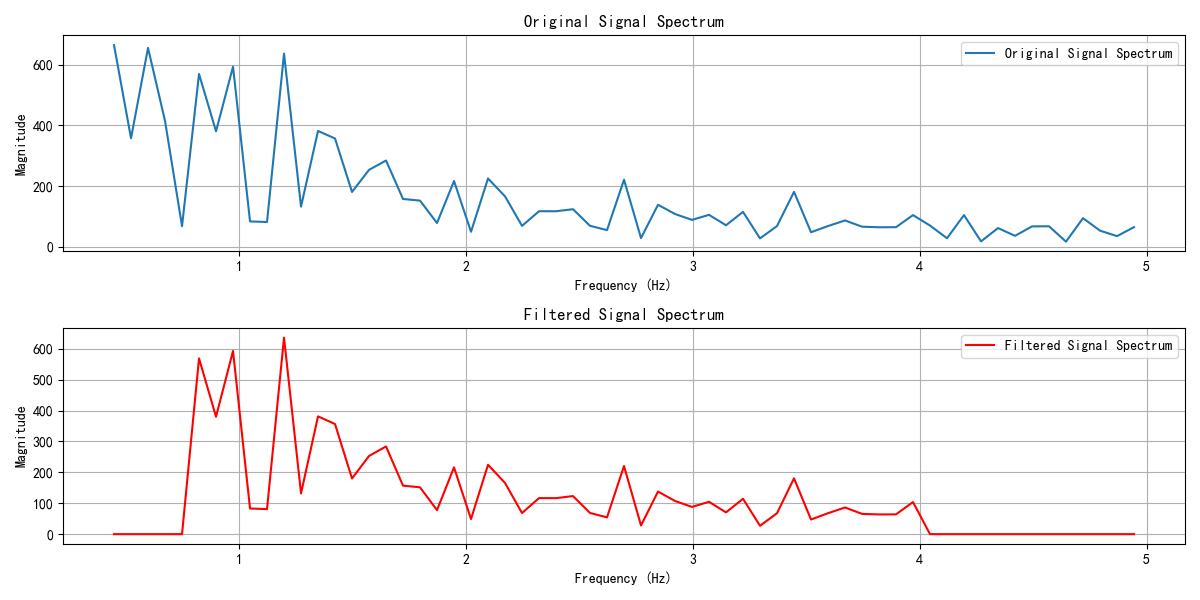 Original Signal Spectrum
Original Signal Spectrum
Magnitude
600
400
200
0
1 2 3 4 5
Frequency (Hz)
Filtered Signal Spectrum
Filtered Signal Spectrum
Magnitude
600
500
400
300
200
100
0
1 2 3 4 5
Frequency (Hz)